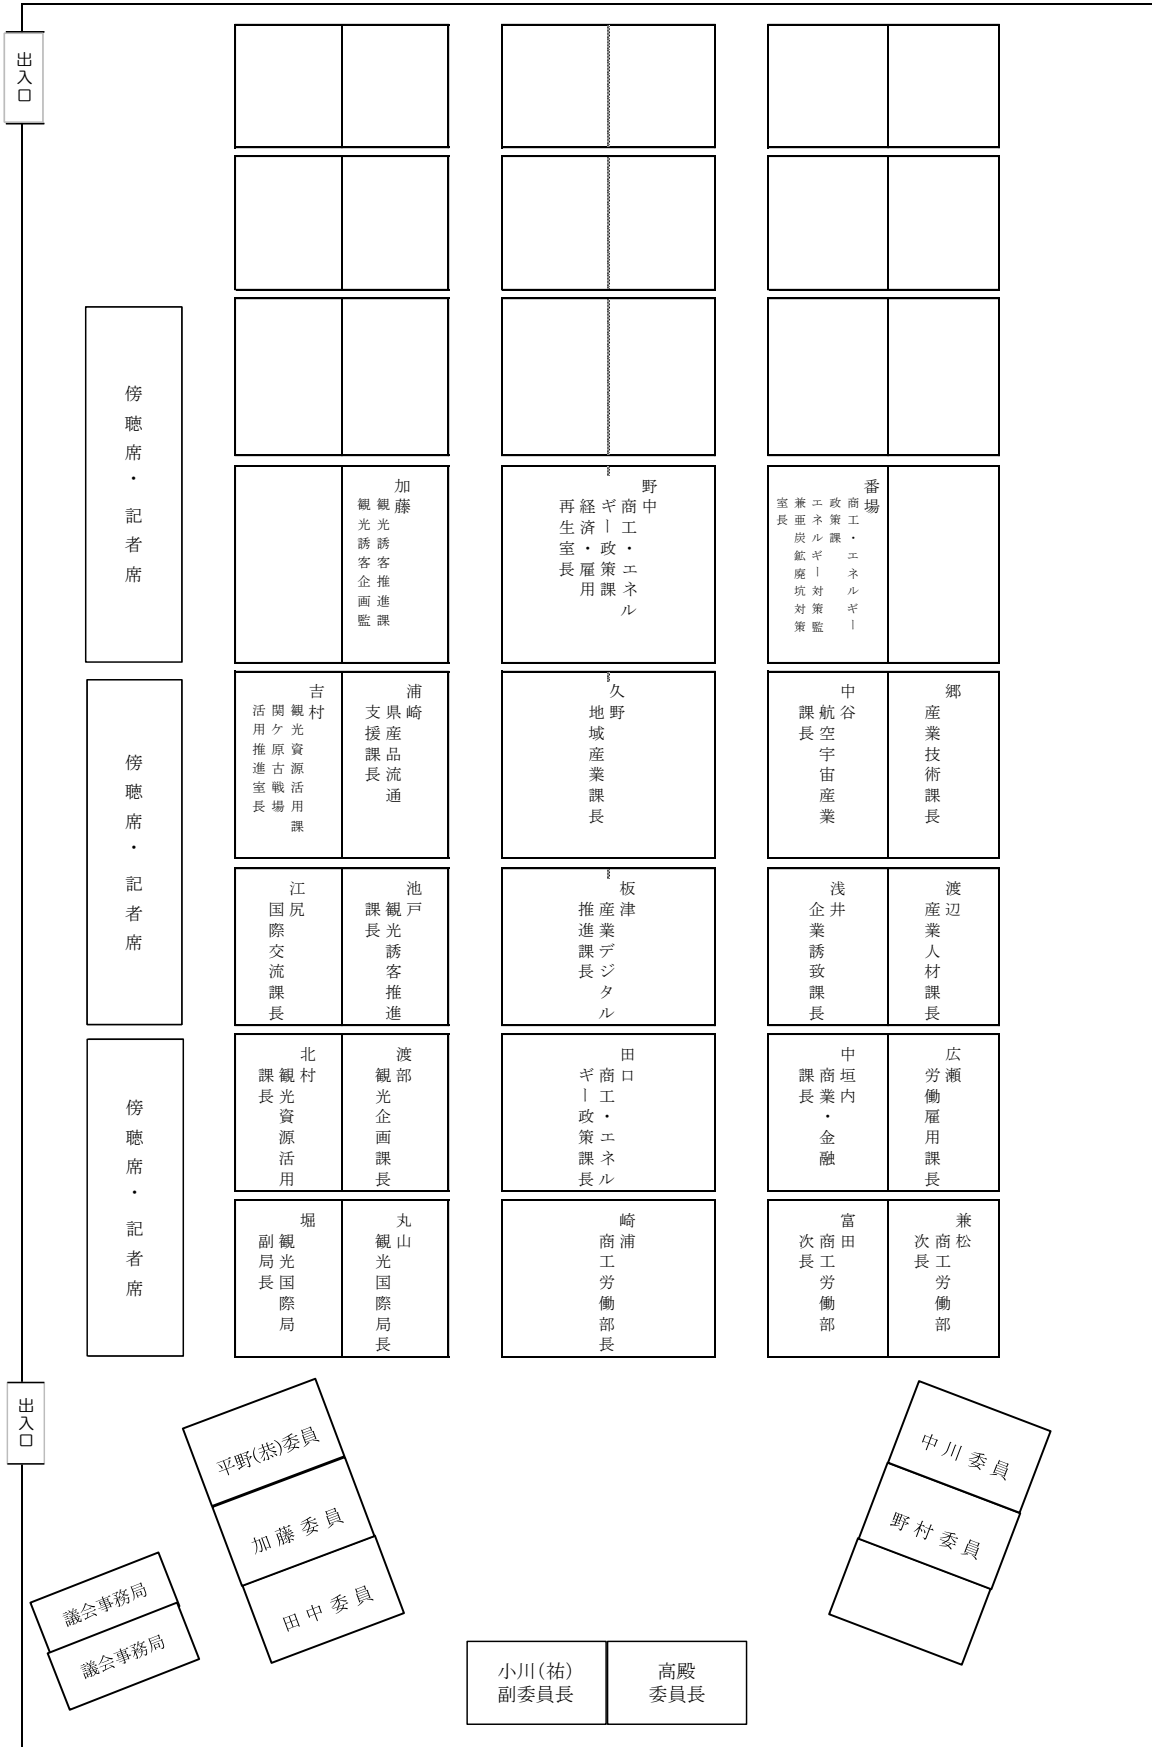 出入口
傍聴席・記者席
加藤
観光誘客推進課
観光誘客企画監
野中
商工・エネル
ギー政策課
経済・雇用
再生室長
番場
商工・エネルギー
政策課
エネルギー対策監
兼亜炭鉱廃坑対策
室長
傍聴席・記者席
吉村
観光資源活用課
関ケ原古戦場
活用推進室長
浦崎
県産品流通
支援課長
久野
地域産業課長
中谷
航空宇宙産業
課長
郷
産業技術課長
江尻
国際交流課長
池戸
観光誘客推進
課長
板津
産業デジタル
推進課長
浅井
企業誘致課長
渡辺
産業人材課長
傍聴席・記者席
北村
観光資源活用
課長
渡部
観光企画課長
田口
商工・エネル
ギー政策課長
中垣内
商業・金融
課長
広瀬
労働雇用課長
堀
観光国際局
副局長
丸山
観光国際局長
崎浦
商工労働部長
富田
商工労働部
次長
兼松
商工労働部
次長
出入口
平野(恭)委員
加藤委員
田中委員
中川委員
野村委員
議会事務局
議会事務局
小川(祐)
副委員長
高殿
委員長